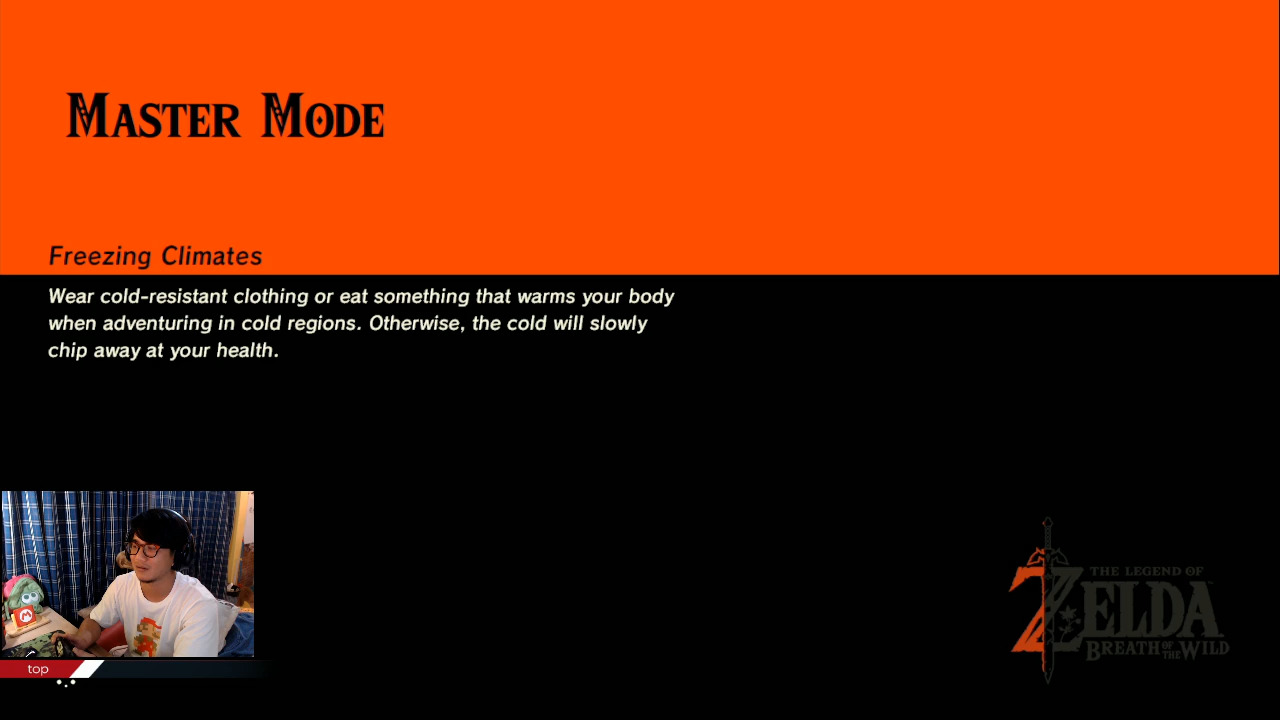 Master Mode
Freezing Climates
Wear cold-resistant clothing or eat something that warms your body
when adventuring in cold regions. Otherwise, the cold will slowly
chip away at your health.
M
top
THE LEGEND OF
ZELDA
BREATH OF THE WILD